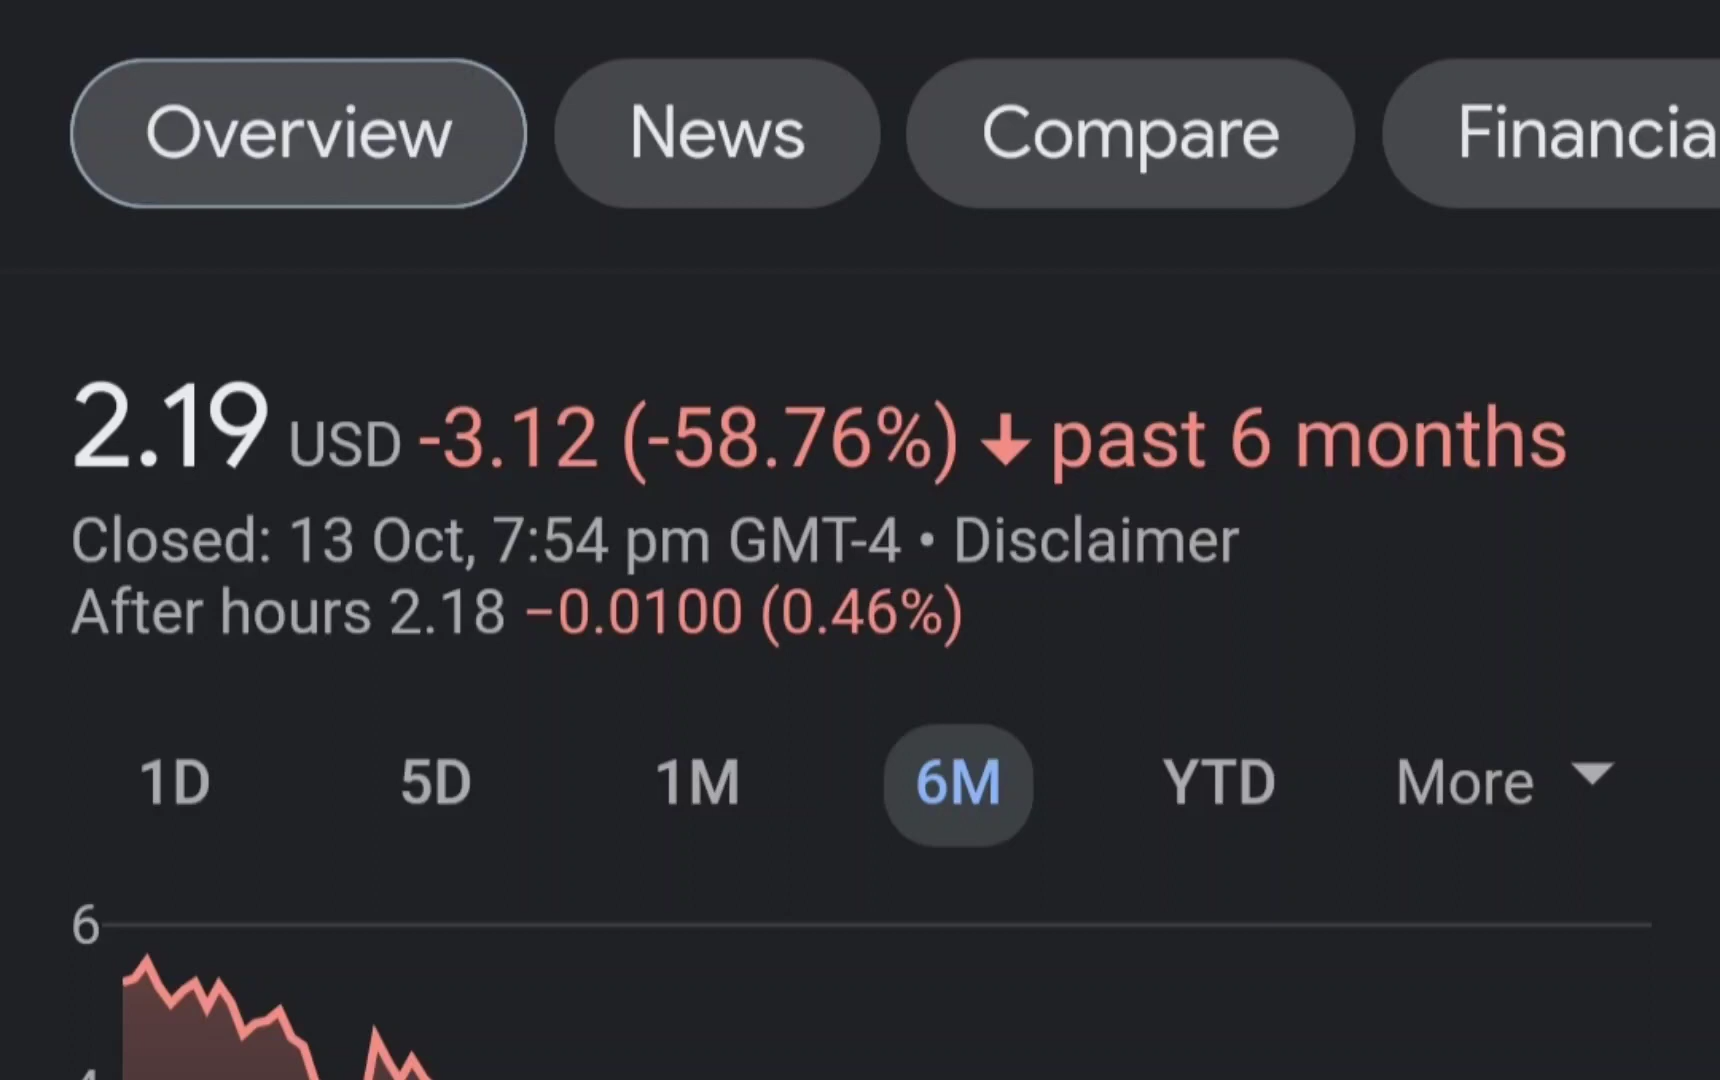 Overview News Compare Financia
2.19 USD -3.12 (-58.76%) ↓ past 6 months
Closed: 13 Oct, 7:54 pm GMT-4 • Disclaimer
After hours 2.18 −0.0100 (0.46%)
1D 5D 1M 6M YTD More
6
4